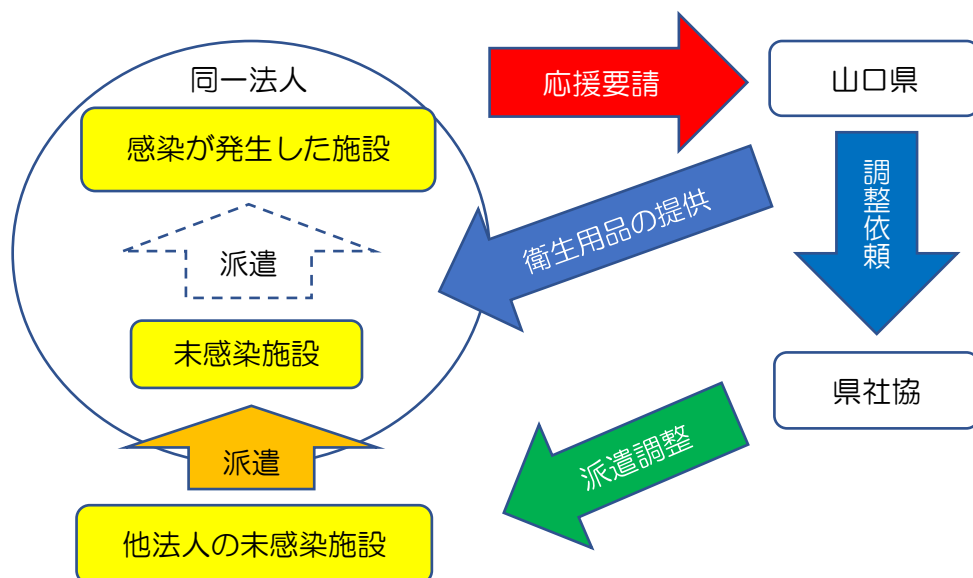 同一法人
感染が発生した施設
派遣
未感染施設
派遣
他法人の未感染施設
応援要請
山口県
衛生用品の提供
調整依頼
県社協
派遣調整